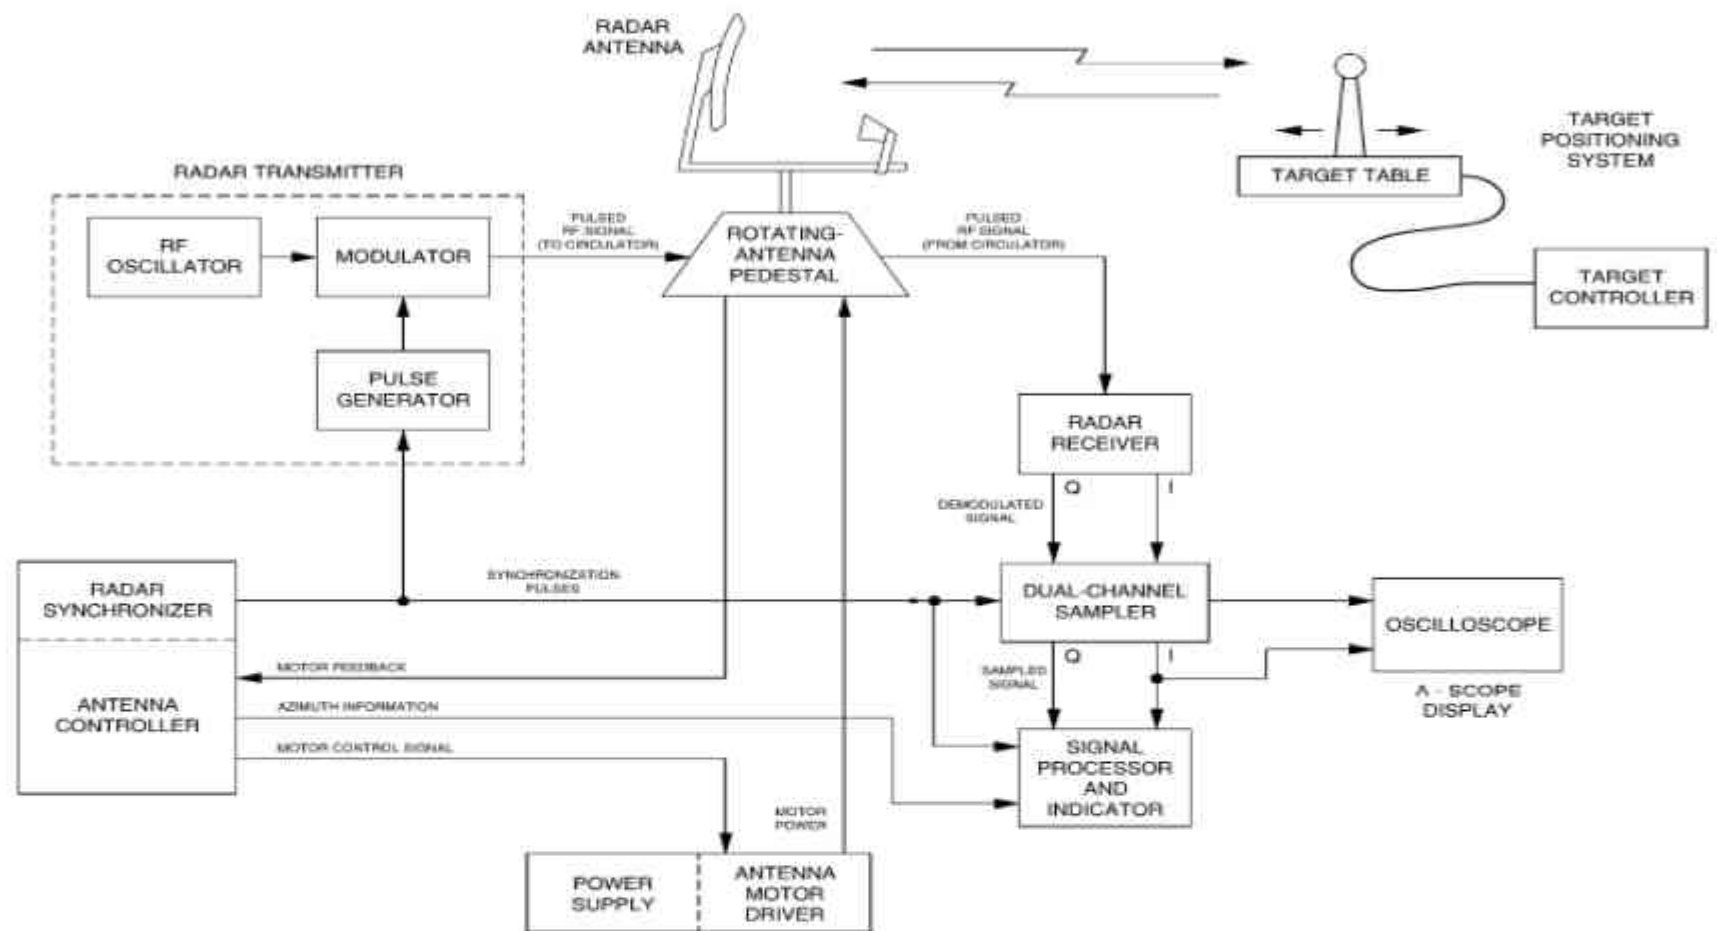 RADAR
ANTENNA
TARGET
POSITIONING
SYSTEM
TARGET TABLE
RADAR TRANSMITTER
RF
OSCILLATOR
MODULATOR
PULSED
RF SIGNAL
(TO CIRCULATOR)
ROTATING-
ANTENNA
PEDESTAL
PULSED
RF SIGNAL
(FROM CIRCULATOR)
TARGET
CONTROLLER
PULSE
GENERATOR
RADAR
RECEIVER
Q
I
DEMODULATED
SIGNAL
RADAR
SYNCHRONIZER
SYNCHRONIZATION
PULSES
DUAL-CHANNEL
SAMPLER
OSCILLOSCOPE
Q
I
SAMPLED
SIGNAL
A - SCOPE
DISPLAY
MOTOR FEEDBACK
ANTENNA
CONTROLLER
AZIMUTH INFORMATION
MOTOR CONTROL SIGNAL
SIGNAL
PROCESSOR
AND
INDICATOR
MOTOR
POWER
POWER
SUPPLY
ANTENNA
MOTOR
DRIVER